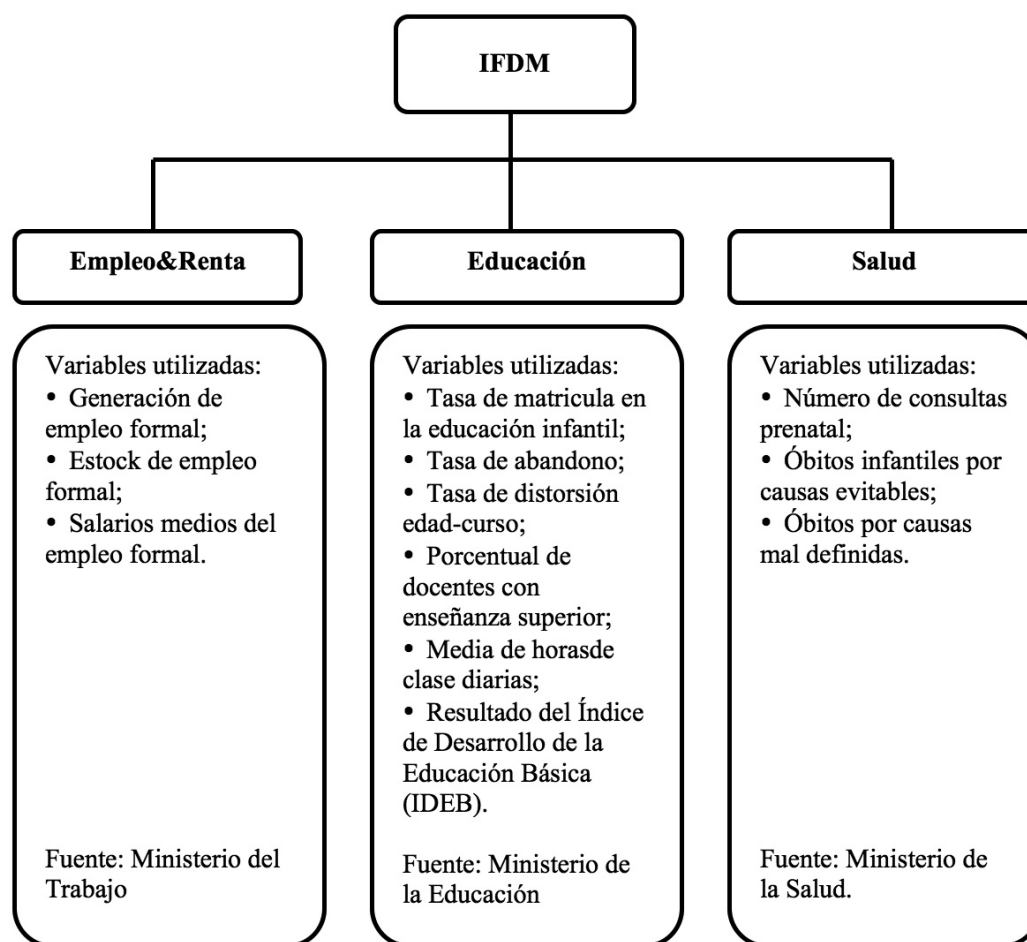 IFDM
Empleo&Renta
Educación
Salud
Variables utilizadas:
• Generación de
empleo formal;
• Estock de empleo
formal;
• Salarios medios del
empleo formal.
Fuente: Ministerio del
Trabajo
Variables utilizadas:
• Tasa de matricula en
la educación infantil;
• Tasa de abandono;
• Tasa de distorsión
edad-curso;
• Porcentual de
docentes con
enseñanza superior;
• Media de horasde
clase diarias;
• Resultado del Índice
de Desarrollo de la
Educación Básica
(IDEB).
Fuente: Ministerio de
la Educación
Variables utilizadas:
• Número de consultas
prenatal;
• Óbitos infantiles por
causas evitables;
• Óbitos por causas
mal definidas.
Fuente: Ministerio de
la Salud.